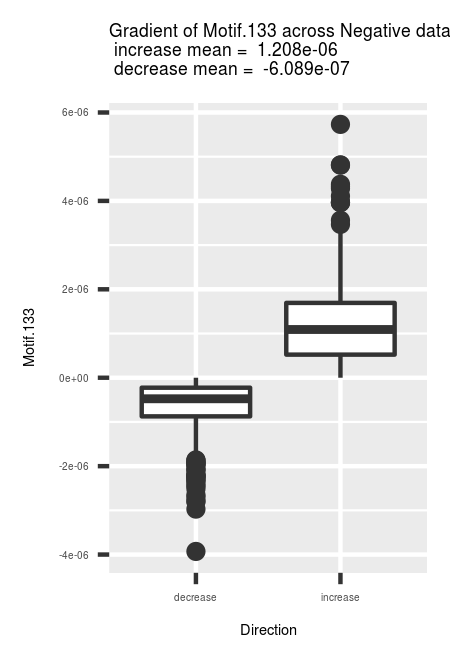 Gradient of Motif.133 across Negative data
increase mean =  1.208e-06
decrease mean =  -6.089e-07
6e-06
4e-06
2e-06
0e+00
-2e-06
-4e-06
Motif.133
decrease
increase
Direction